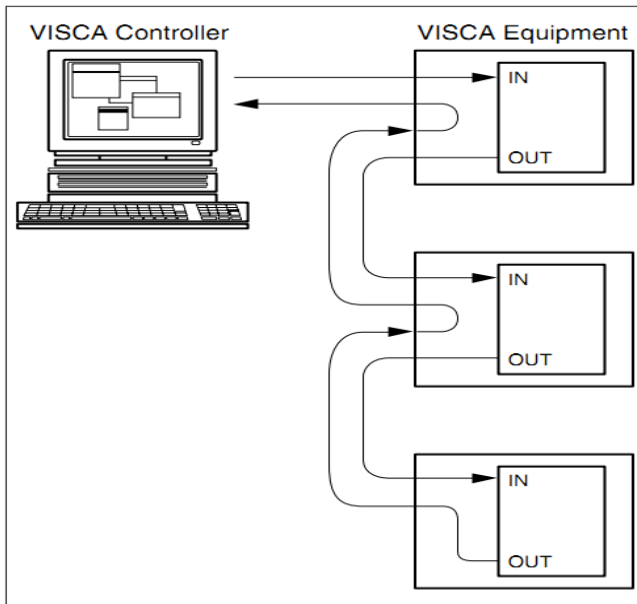 VISCA Controller
VISCA Equipment
IN
OUT
IN
OUT
IN
OUT